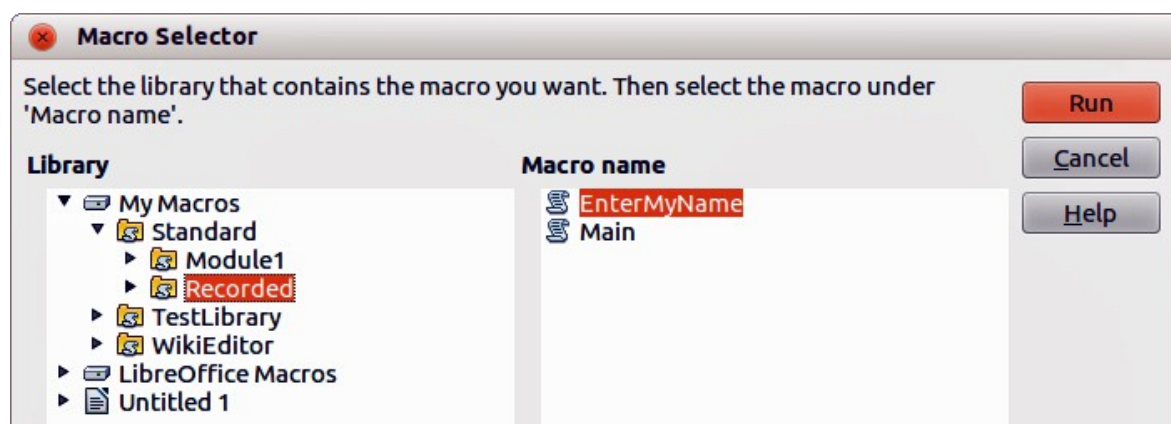 Macro Selector
Select the library that contains the macro you want. Then select the macro under
'Macro name'.
Run
Cancel
Help
Library
My Macros
Standard
Module1
Recorded
TestLibrary
WikiEditor
LibreOffice Macros
Untitled 1
Macro name
EnterMyName
Main